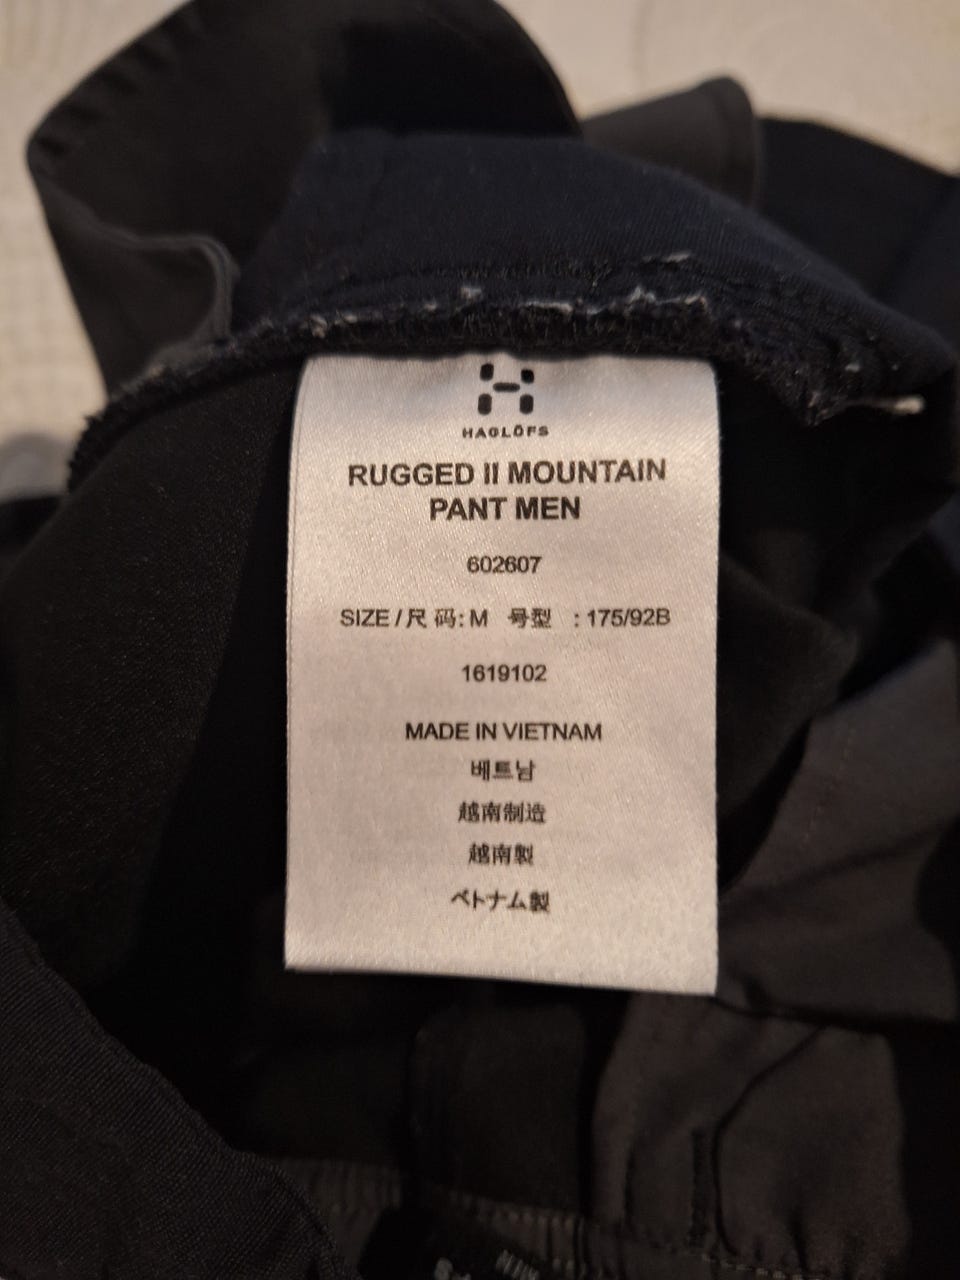 HAGLÖFS
RUGGED II MOUNTAIN
PANT MEN
602607
SIZE / 尺 码: M 号型 : 175/92B
1619102
MADE IN VIETNAM
베트남
越南制造
越南製
ベトナム製